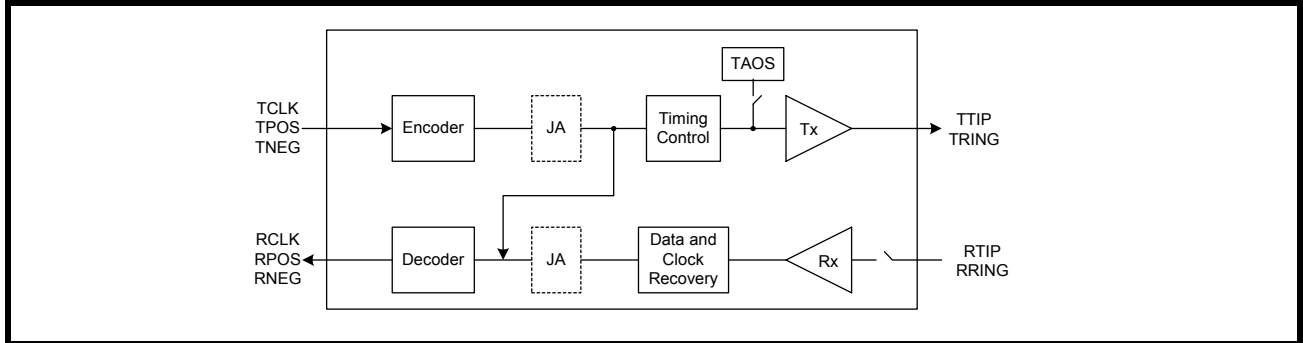 TAOS
TCLK
TPOS
TNEG
Encoder
JA
Timing
Control
Tx
TTIP
TRING
RCLK
RPOS
RNEG
Decoder
JA
Data and
Clock
Recovery
Rx
RTIP
RRING